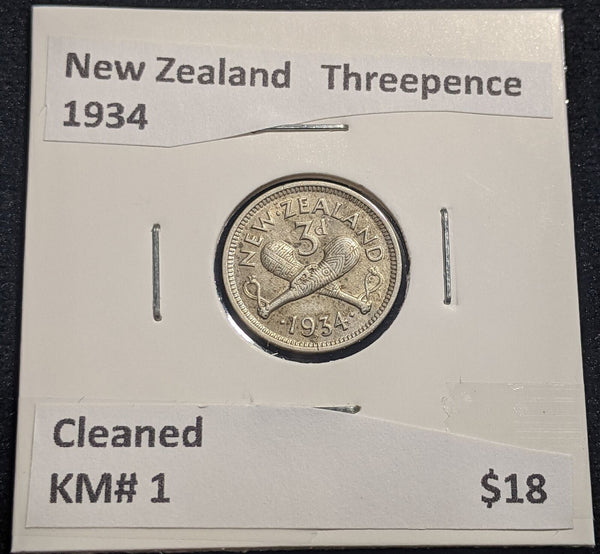 New Zealand Threepence
1934
NEW·ZEALAND
3d
·1934·
Cleaned
KM# 1 $18